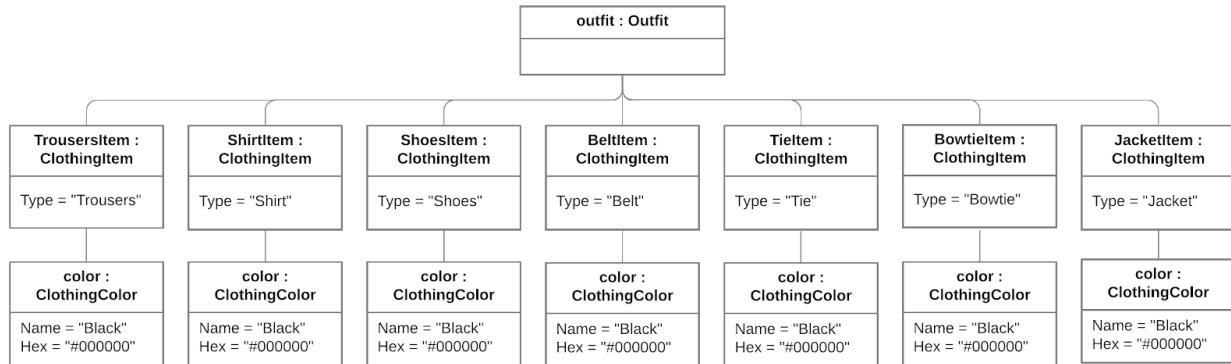 outfit : Outfit
TrousersItem :
ClothingItem
Type = "Trousers"
ShirtItem :
ClothingItem
Type = "Shirt"
ShoesItem :
ClothingItem
Type = "Shoes"
BeltItem :
ClothingItem
Type = "Belt"
TieItem :
ClothingItem
Type = "Tie"
BowtieItem :
ClothingItem
Type = "Bowtie"
JacketItem :
ClothingItem
Type = "Jacket"
color :
ClothingColor
Name = "Black"
Hex = "#000000"
color :
ClothingColor
Name = "Black"
Hex = "#000000"
color :
ClothingColor
Name = "Black"
Hex = "#000000"
color :
ClothingColor
Name = "Black"
Hex = "#000000"
color :
ClothingColor
Name = "Black"
Hex = "#000000"
color :
ClothingColor
Name = "Black"
Hex = "#000000"
color :
ClothingColor
Name = "Black"
Hex = "#000000"